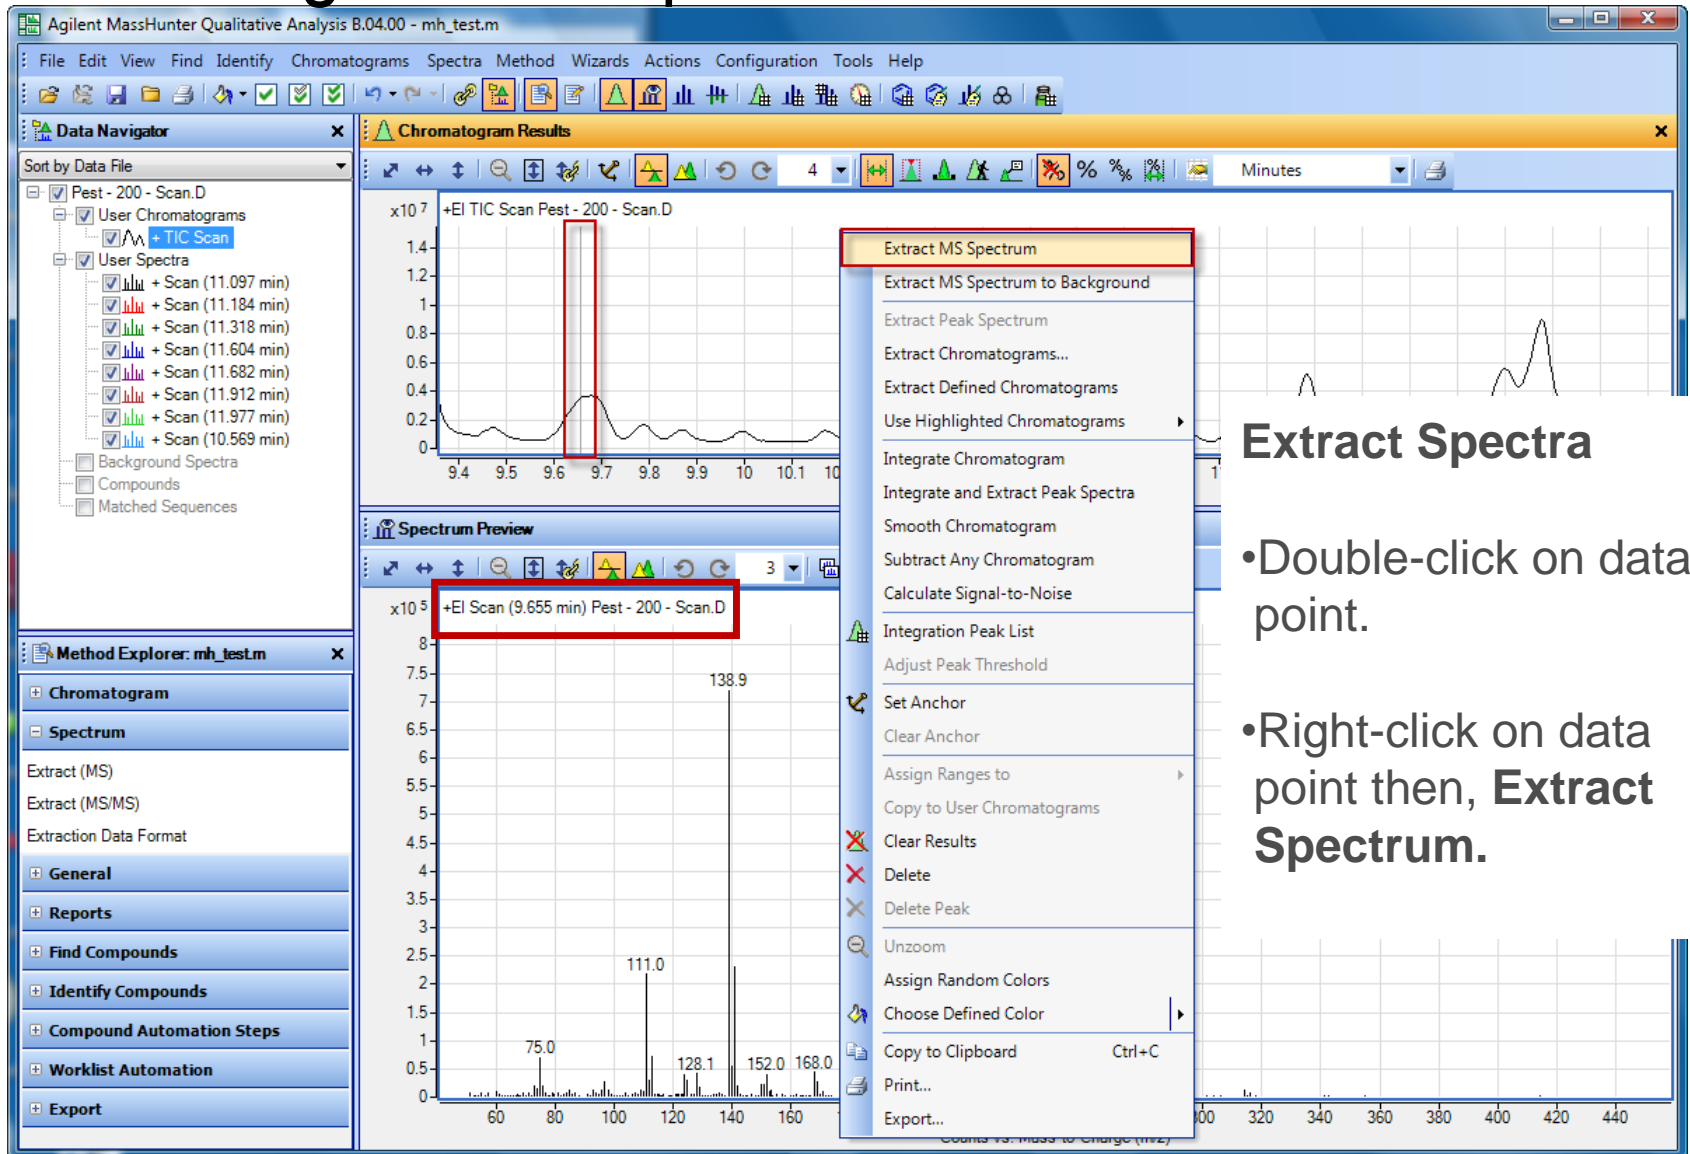 Agilent MassHunter Qualitative Analysis B.04.00 - mh_test.m
File Edit View Find Identify Chromatograms Spectra Method Wizards Actions Configuration Tools Help
Data Navigator
Sort by Data File
Pest - 200 - Scan.D
User Chromatograms
+ TIC Scan
User Spectra
+ Scan (11.097 min)
+ Scan (11.184 min)
+ Scan (11.318 min)
+ Scan (11.604 min)
+ Scan (11.682 min)
+ Scan (11.912 min)
+ Scan (11.977 min)
+ Scan (10.569 min)
Background Spectra
Compounds
Matched Sequences
Method Explorer: mh_test.m
Chromatogram
Spectrum
Extract (MS)
Extract (MS/MS)
Extraction Data Format
General
Reports
Find Compounds
Identify Compounds
Compound Automation Steps
Worklist Automation
Export
Chromatogram Results
4 Minutes
x10 7 +EI TIC Scan Pest - 200 - Scan.D
1.4
1.2
1
0.8
0.6
0.4
0.2
0
9.4 9.5 9.6 9.7 9.8 9.9 10 10.1
Spectrum Preview
3
x10 5 +EI Scan (9.655 min) Pest - 200 - Scan.D
8
7.5
7
6.5
6
5.5
5
4.5
4
3.5
3
2.5
2
1.5
1
0.5
0
138.9
111.0
75.0
128.1 152.0 168.0
60 80 100 120 140 160 320 340 360 380 400 420 440
Counts vs. Mass-to-Charge (m/z)
Extract MS Spectrum
Extract MS Spectrum to Background
Extract Peak Spectrum
Extract Chromatograms...
Extract Defined Chromatograms
Use Highlighted Chromatograms
Integrate Chromatogram
Integrate and Extract Peak Spectra
Smooth Chromatogram
Subtract Any Chromatogram
Calculate Signal-to-Noise
Integration Peak List
Adjust Peak Threshold
Set Anchor
Clear Anchor
Assign Ranges to
Copy to User Chromatograms
Clear Results
Delete
Delete Peak
Unzoom
Assign Random Colors
Choose Defined Color
Copy to Clipboard Ctrl+C
Print...
Export...
Extract Spectra
•Double-click on data
point.
•Right-click on data
point then, Extract
Spectrum.